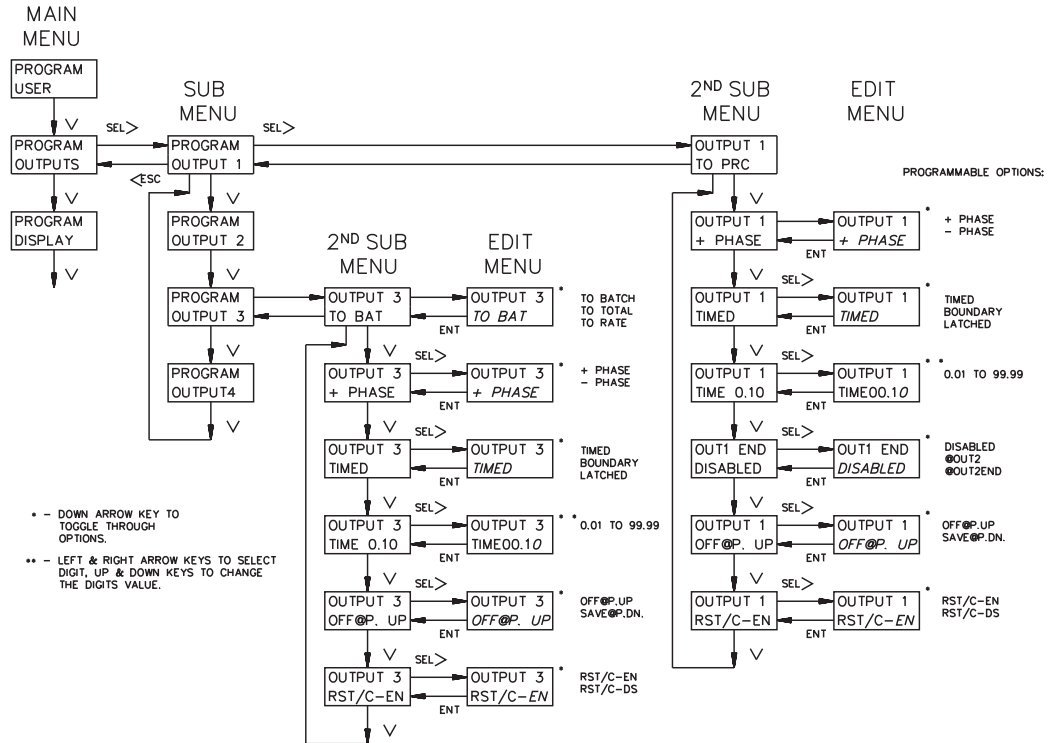 MAIN
MENU
PROGRAM
USER
SUB
MENU
2ND SUB
MENU
EDIT
MENU
SEL>
SEL>
PROGRAM
OUTPUTS
PROGRAM
OUTPUT 1
OUTPUT 1
TO PRC
<ESC
PROGRAMMABLE OPTIONS:
PROGRAM
DISPLAY
PROGRAM
OUTPUT 2
OUTPUT 1
+ PHASE
OUTPUT 1
+ PHASE
*
+ PHASE
- PHASE
ENT
2ND SUB
MENU
EDIT
MENU
PROGRAM
OUTPUT 3
OUTPUT 3
TO BAT
OUTPUT 3
TO BAT
*
TO BATCH
TO TOTAL
TO RATE
ENT
SEL>
OUTPUT 1
TIMED
OUTPUT 1
TIMED
*
TIMED
BOUNDARY
LATCHED
ENT
PROGRAM
OUTPUT4
SEL>
OUTPUT 3
+ PHASE
OUTPUT 3
+ PHASE
*
+ PHASE
- PHASE
ENT
SEL>
OUTPUT 1
TIME 0.10
OUTPUT 1
TIME00.10
**
0.01 TO 99.99
ENT
SEL>
OUTPUT 3
TIMED
OUTPUT 3
TIMED
*
TIMED
BOUNDARY
LATCHED
ENT
SEL>
OUT1 END
DISABLED
OUT1 END
DISABLED
*
DISABLED
@OUT2
@OUT2END
ENT
SEL>
OUTPUT 3
TIME 0.10
OUTPUT 3
TIME00.10
**
0.01 TO 99.99
ENT
SEL>
OUTPUT 1
OFF@P. UP
OUTPUT 1
OFF@P. UP
*
OFF@P.UP
SAVE@P.DN.
ENT
* - DOWN ARROW KEY TO
TOGGLE THROUGH
OPTIONS.
** - LEFT & RIGHT ARROW KEYS TO SELECT
DIGIT, UP & DOWN KEYS TO CHANGE
THE DIGITS VALUE.
SEL>
OUTPUT 3
OFF@P. UP
OUTPUT 3
OFF@P. UP
*
OFF@P.UP
SAVE@P.DN.
ENT
SEL>
OUTPUT 1
RST/C-EN
OUTPUT 1
RST/C-EN
*
RST/C-EN
RST/C-DS
ENT
SEL>
OUTPUT 3
RST/C-EN
OUTPUT 3
RST/C-EN
*
RST/C-EN
RST/C-DS
ENT